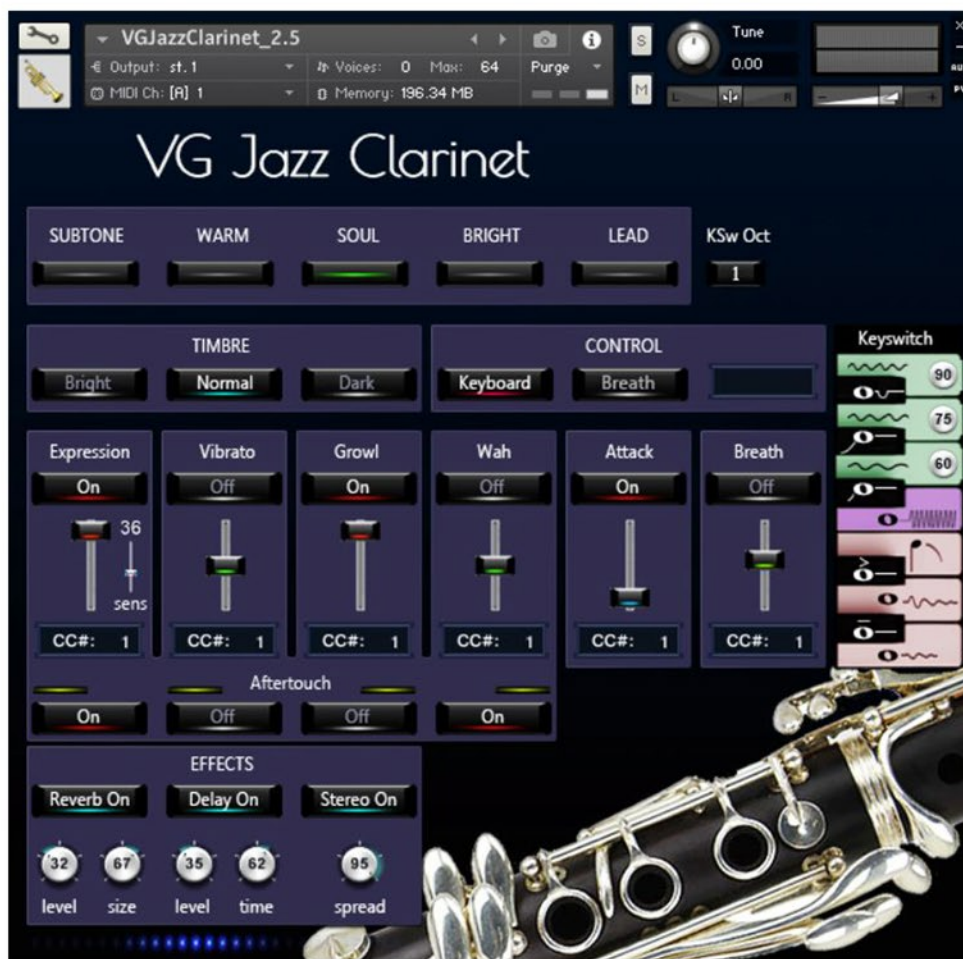 VGJazzClarinet_2.5
Output: st.1 Voices: 0 Max: 64 Purge
MIDI Ch: [A] 1 Memory: 196.34 MB
S
M
Tune
0.00
L R
- +
VG Jazz Clarinet
SUBTONE WARM SOUL BRIGHT LEAD KSw Oct
1
TIMBRE
Bright Normal Dark
CONTROL
Keyboard Breath
Keyswitch
90
75
60
Expression Vibrato Growl Wah Attack Breath
On Off On Off On Off
36
sens
CC#: 1 CC#: 1 CC#: 1 CC#: 1 CC#: 1 CC#: 1
Aftertouch
On Off Off On
EFFECTS
Reverb On Delay On Stereo On
32 67 35 62 95
level size level time spread